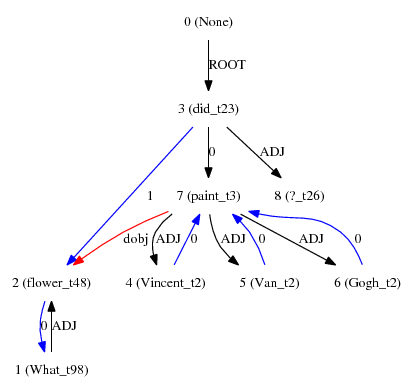 0 (None)
ROOT
3 (did_t23)
0
ADJ
1
7 (paint_t3)
8 (?_t26)
dobj
ADJ
0
ADJ
0
ADJ
0
2 (flower_t48)
4 (Vincent_t2)
5 (Van_t2)
6 (Gogh_t2)
0
ADJ
1 (What_t98)